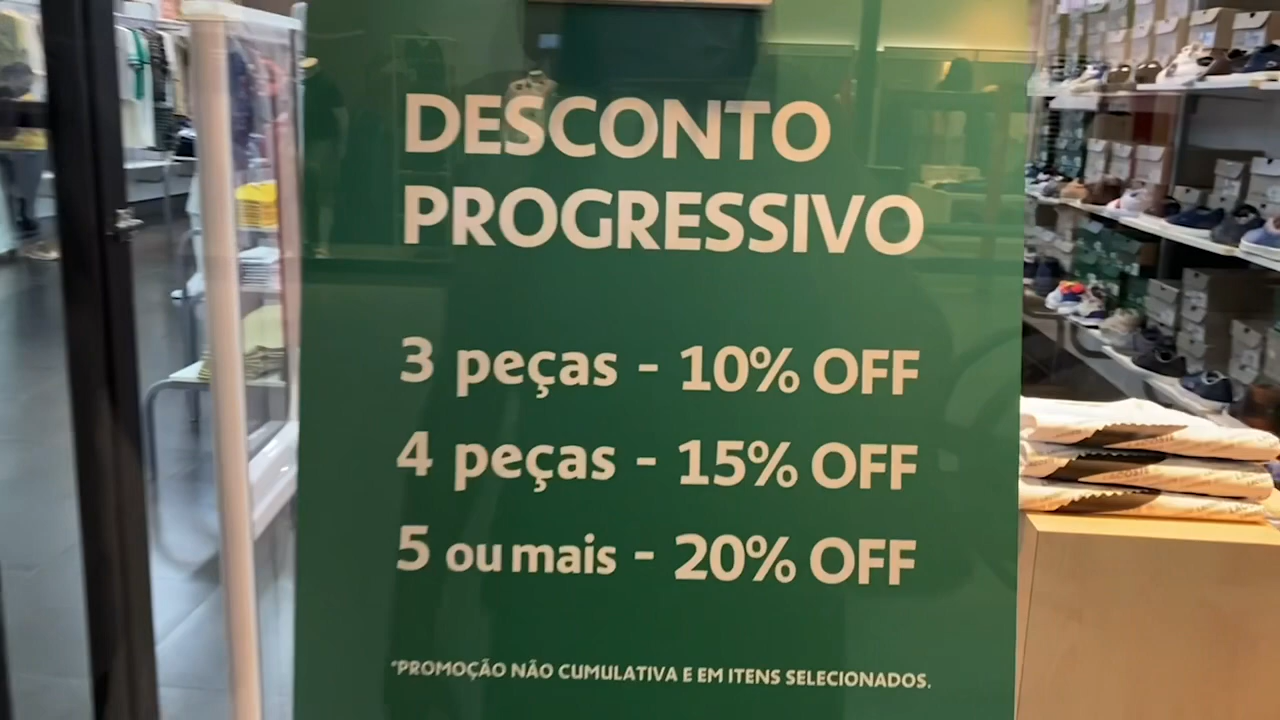 DESCONTO
PROGRESSIVO
3 peças - 10% OFF
4 peças - 15% OFF
5 ou mais - 20% OFF
*PROMOÇÃO NÃO CUMULATIVA E EM ITENS SELECIONADOS.